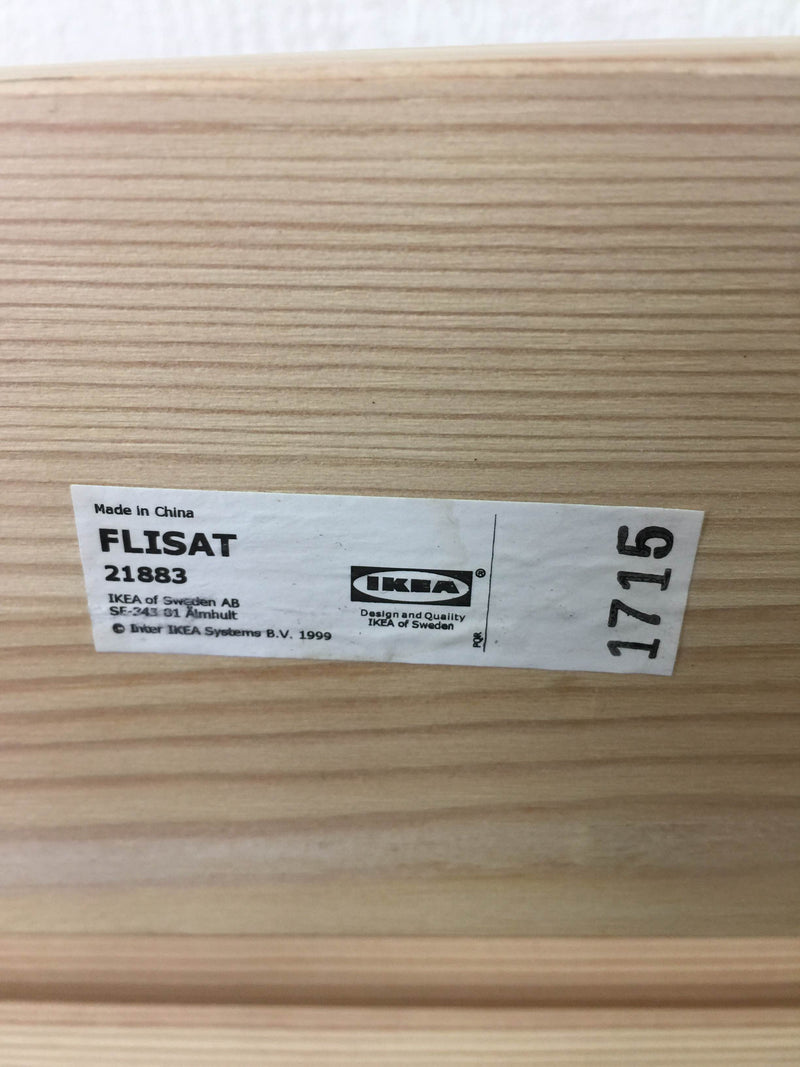 Made in China
FLISAT
21883
IKEA of Sweden AB
SE-343 81 Älmhult
© Inter IKEA Systems B.V. 1999
IKEA®
Design and Quality
IKEA of Sweden
PQR
1715